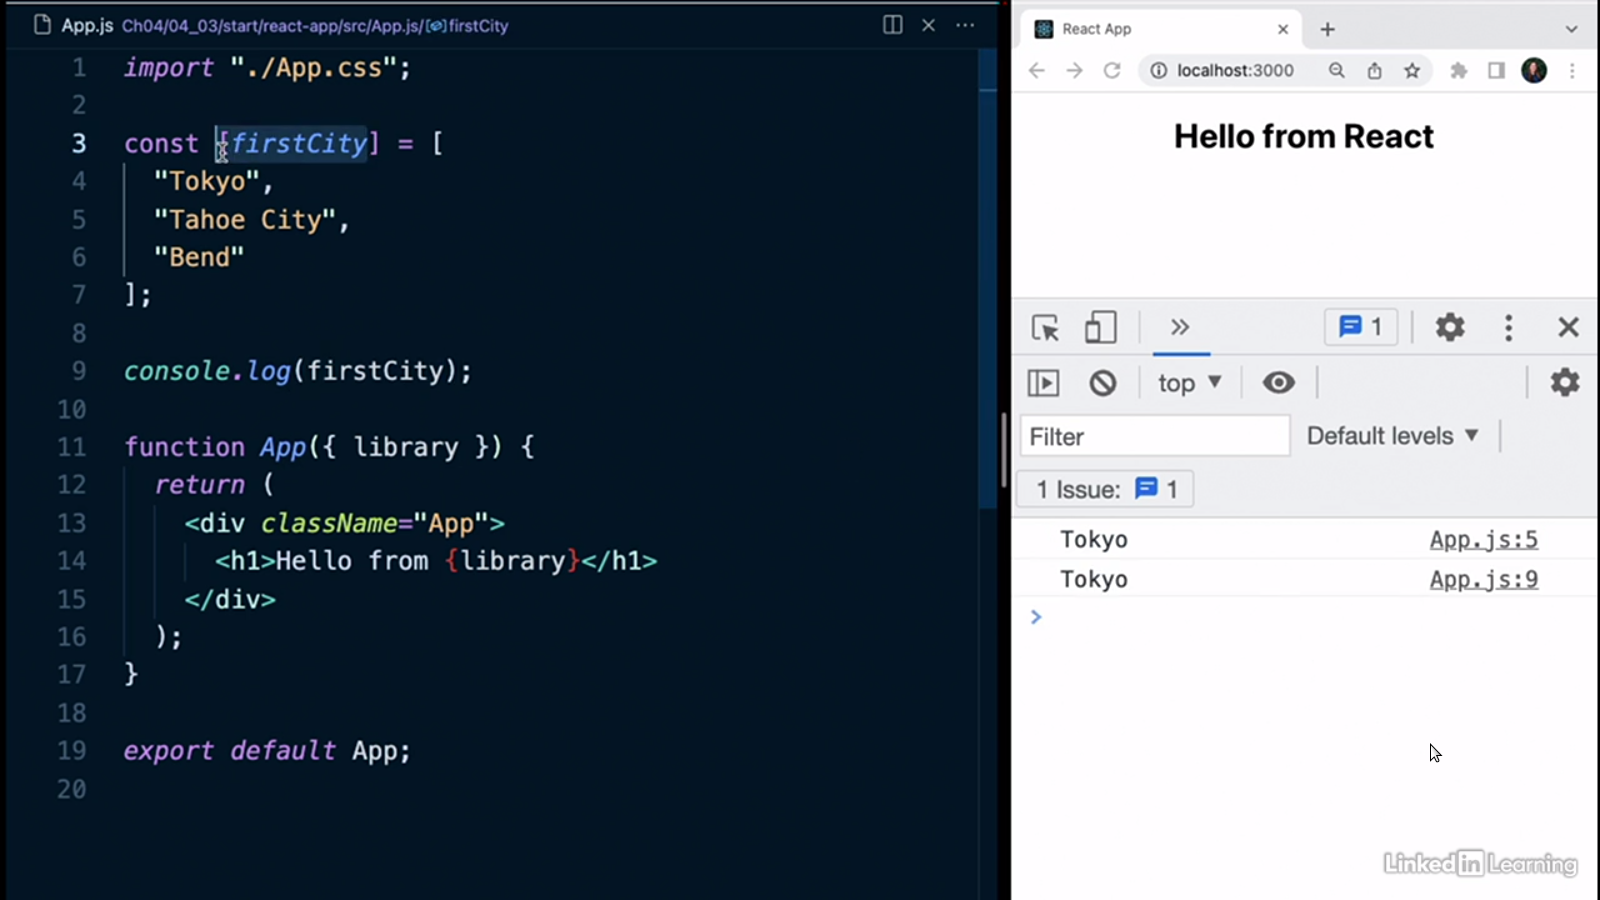 App.js Ch04/04_03/start/react-app/src/App.js/[∅]firstCity
1 import "./App.css";
2
3 const [firstCity] = [
4 "Tokyo",
5 "Tahoe City",
6 "Bend"
7 ];
8
9 console.log(firstCity);
10
11 function App({ library }) {
12 return (
13 <div className="App">
14 <h1>Hello from {library}</h1>
15 </div>
16 );
17 }
18
19 export default App;
20
React App
localhost:3000
Hello from React
1
top
Filter
Default levels
1 Issue: 1
Tokyo App.js:5
Tokyo App.js:9
>
Linked in Learning